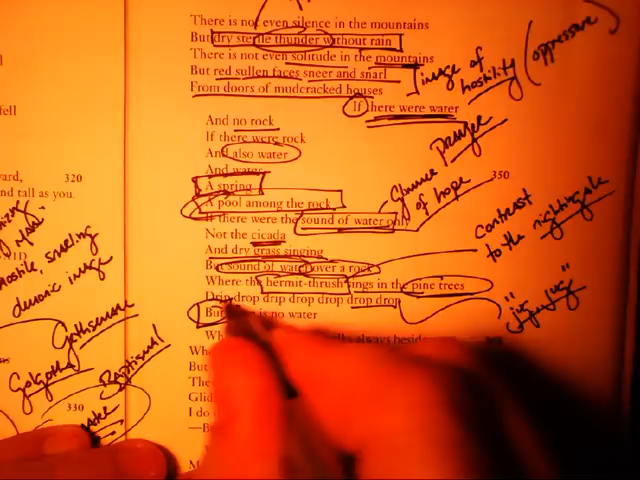 There is not even silence in the mountains
But dry sterile thunder without rain
There is not even solitude in the mountains
But red sullen faces sneer and snarl
From doors of mudcracked houses
If there were water
And no rock
If there were rock
And also water
And water
A spring
A pool among the rock
If there were the sound of water only
Not the cicada
And dry grass singing
But sound of water over a rock
Where the hermit-thrush sings in the pine trees
Drip drop drip drop drop drop drop
But there is no water
always beside
image of
hostility (oppressive)
Glimmer
of hope
350
contrast
to the nightingale
"jug jug"
320
and tall as you.
hostile, snarling
demonic image
Gethsemane
Golgotha
Baptismal
330